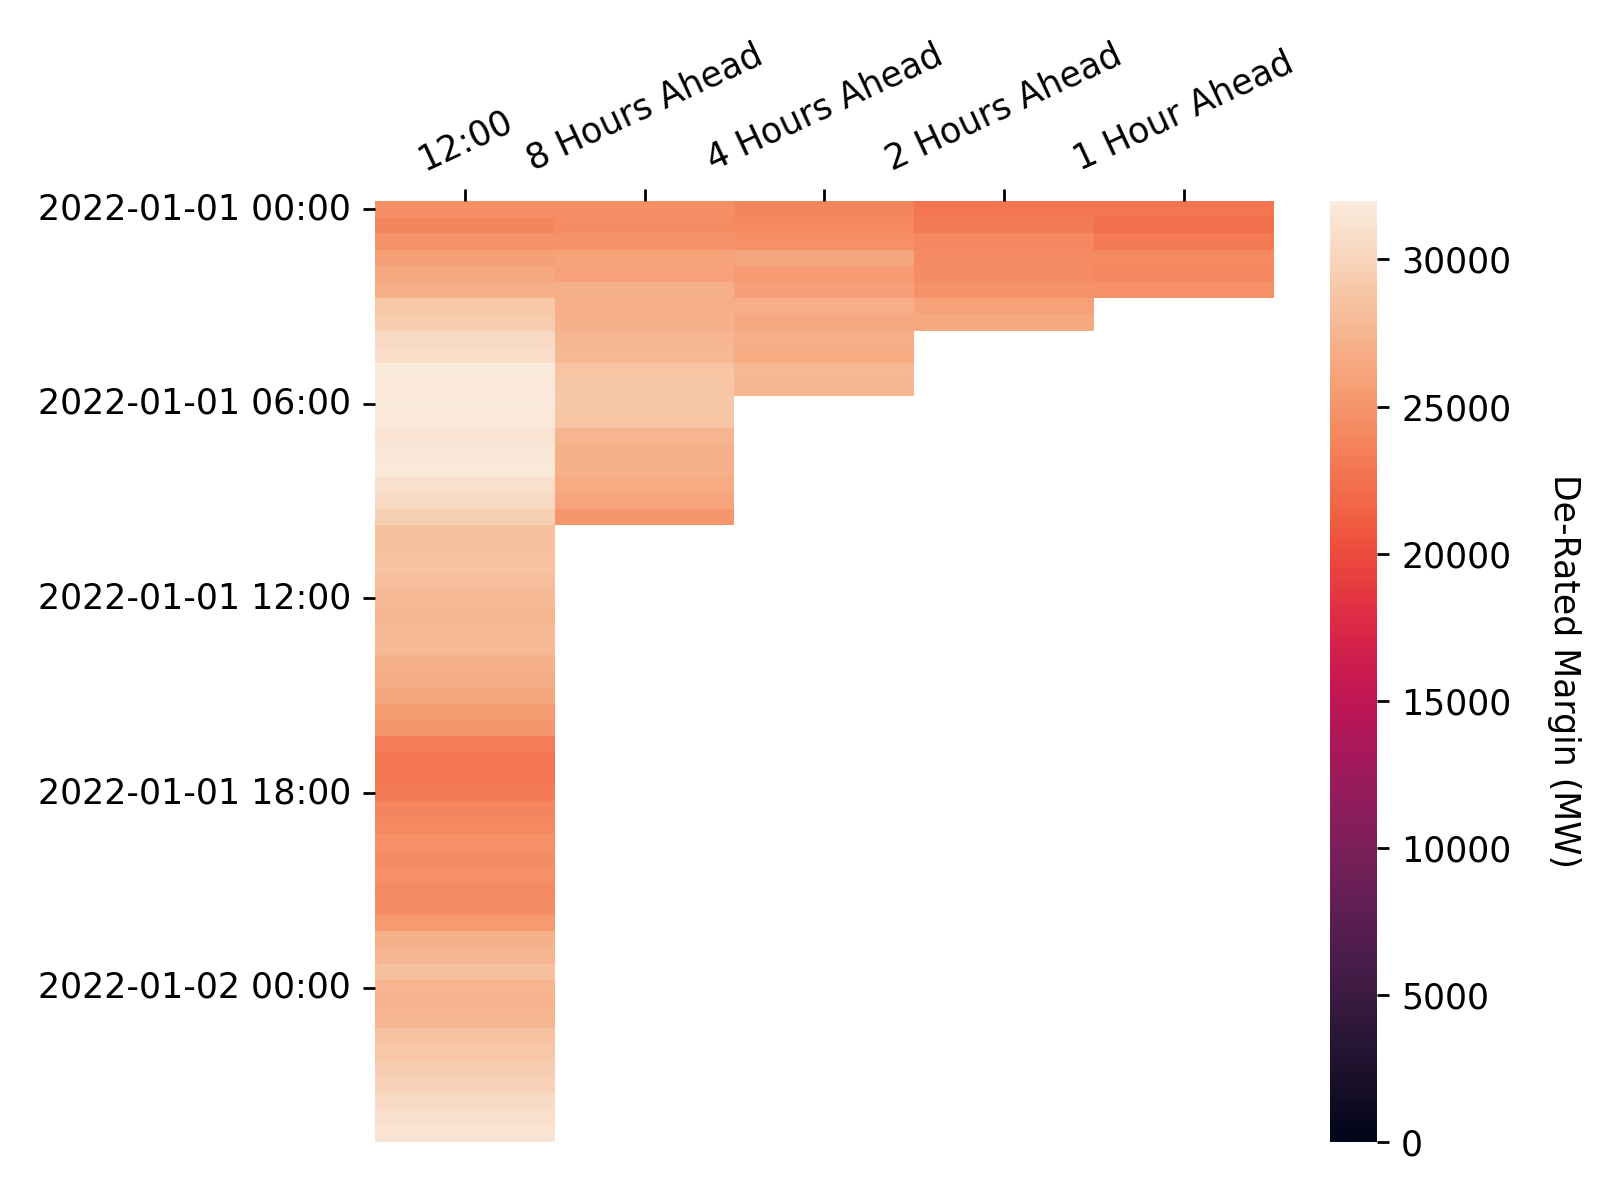 12:00
8 Hours Ahead
4 Hours Ahead
2 Hours Ahead
1 Hour Ahead
2022-01-01 00:00
2022-01-01 06:00
2022-01-01 12:00
2022-01-01 18:00
2022-01-02 00:00
30000
25000
20000
15000
10000
5000
0
De-Rated Margin (MW)